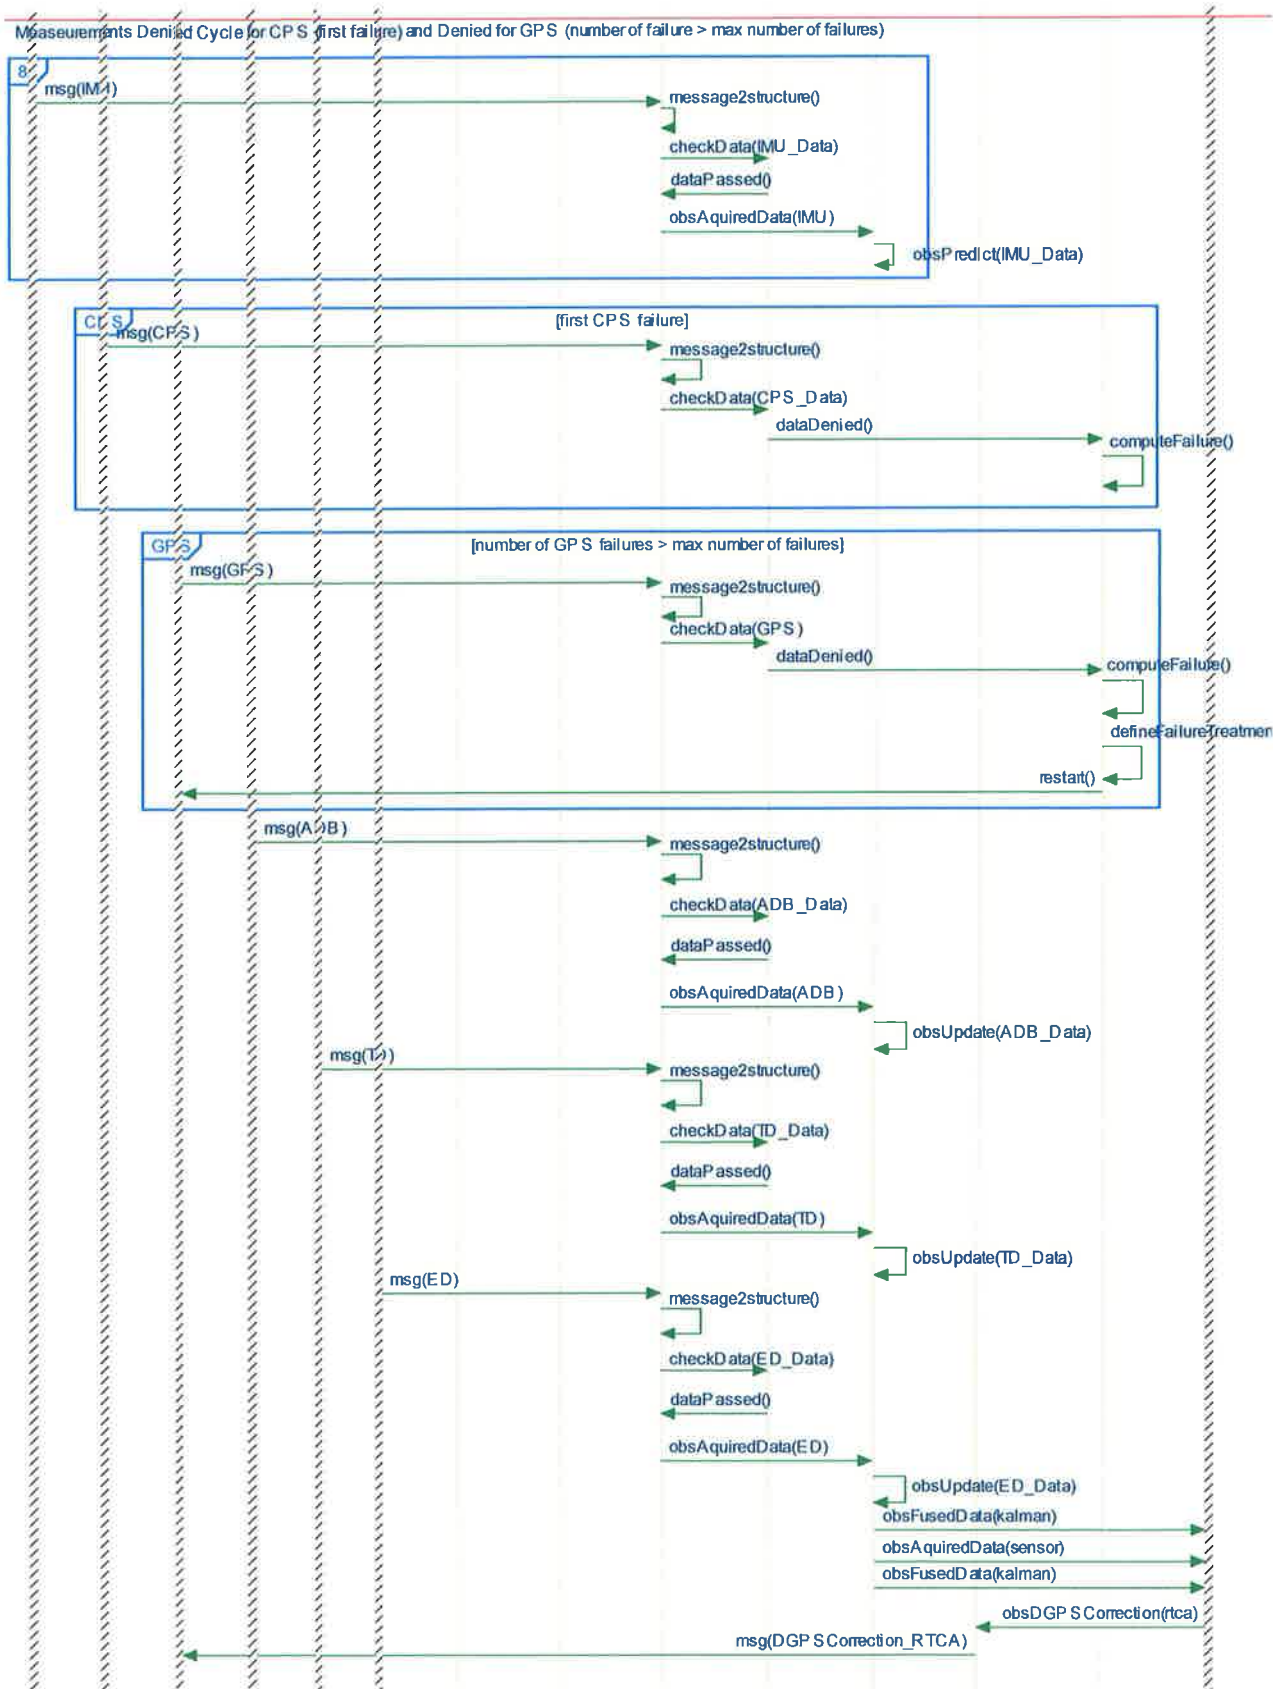 Measeurements Denied Cycle for CPS (first failure) and Denied for GPS (number of failure > max number of failures)
8
msg(IMU)
message2structure()
checkData(IMU_Data)
dataPassed()
obsAquiredData(IMU)
obsPredict(IMU_Data)
CPS
[first CPS failure]
msg(CPS)
message2structure()
checkData(CPS_Data)
dataDenied()
computeFailure()
GPS
[number of GPS failures > max number of failures]
msg(GPS)
message2structure()
checkData(GPS)
dataDenied()
computeFailure()
defineFailureTreatmen
restart()
msg(ADB)
message2structure()
checkData(ADB_Data)
dataPassed()
obsAquiredData(ADB)
obsUpdate(ADB_Data)
msg(TD)
message2structure()
checkData(TD_Data)
dataPassed()
obsAquiredData(TD)
obsUpdate(TD_Data)
msg(ED)
message2structure()
checkData(ED_Data)
dataPassed()
obsAquiredData(ED)
obsUpdate(ED_Data)
obsFusedData(kalman)
obsAquiredData(sensor)
obsFusedData(kalman)
obsDGPSCorrection(rtca)
msg(DGPSCorrection_RTCA)